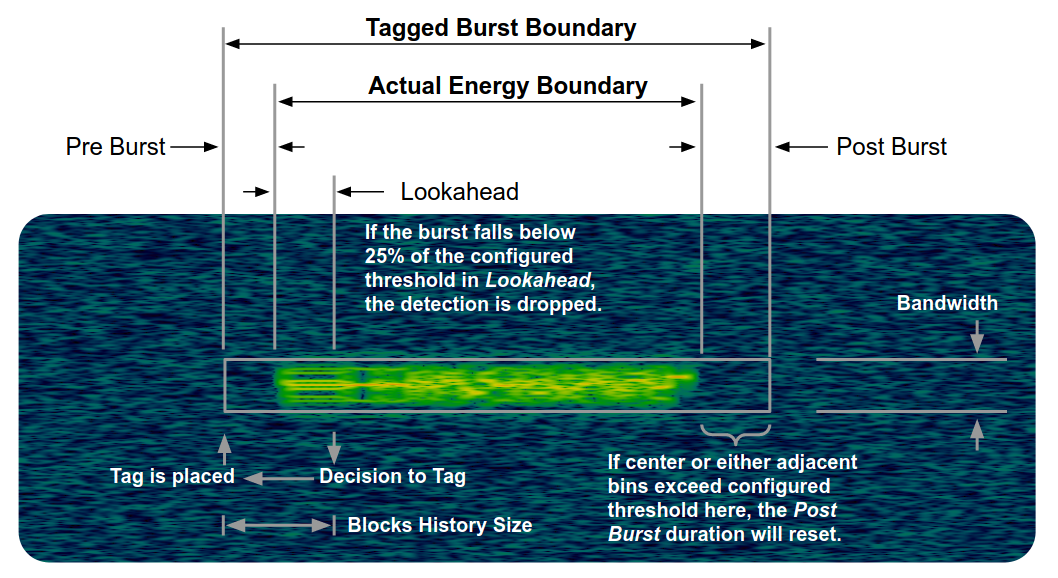 Tagged Burst Boundary
Actual Energy Boundary
Pre Burst
Post Burst
Lookahead
If the burst falls below
25% of the configured
threshold in Lookahead,
the detection is dropped.
Bandwidth
Tag is placed
Decision to Tag
If center or either adjacent
bins exceed configured
threshold here, the Post
Burst duration will reset.
Blocks History Size